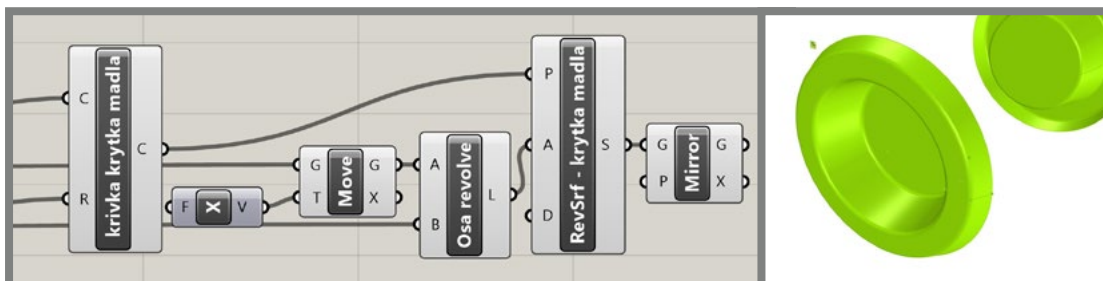 C
R
krivka krytka madla
C
F
X
V
G
T
Move
G
X
A
B
Osa revolve
L
P
A
D
RevSrf - krytka madla
S
G
P
Mirror
G
X